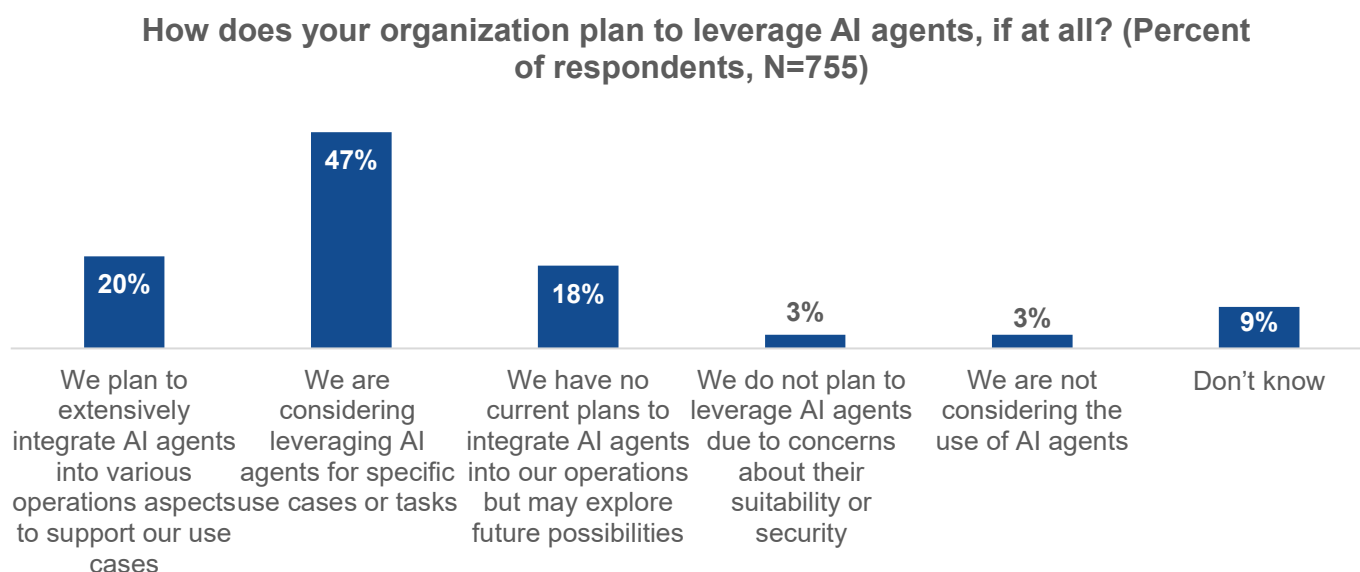 How does your organization plan to leverage AI agents, if at all? (Percent
of respondents, N=755)
20%
47%
18%
3%
3%
9%
We plan to
extensively
integrate AI agents
into various
operations aspects
to support our use
cases
We are
considering
leveraging AI
agents for specific
use cases or tasks
We have no
current plans to
integrate AI agents
into our operations
but may explore
future possibilities
We do not plan to
leverage AI agents
due to concerns
about their
suitability or
security
We are not
considering the
use of AI agents
Don’t know